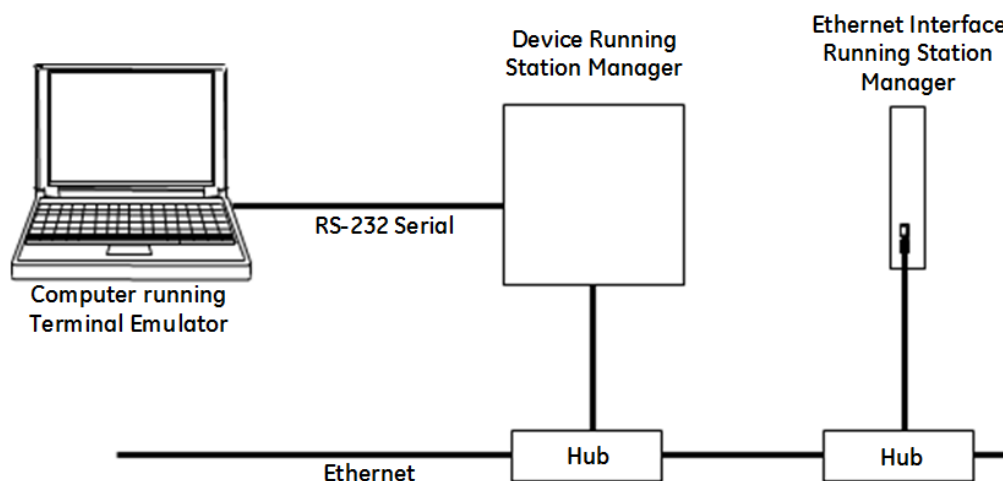 Device Running
Station Manager
Ethernet Interface
Running Station
Manager
RS-232 Serial
Computer running
Terminal Emulator
Ethernet
Hub
Hub